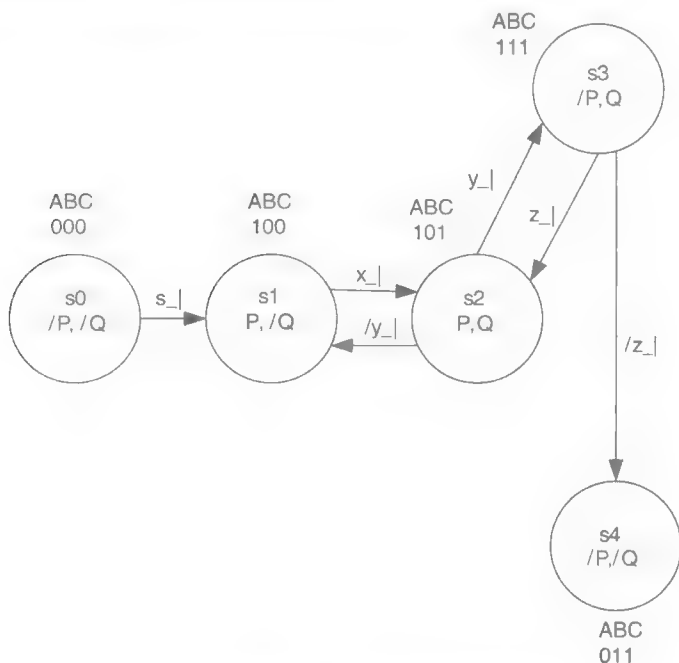 ABC
111
s3
/P,Q
y_|
z_|
ABC
000
ABC
100
ABC
101
s0
/P, /Q
s_|
s1
P, /Q
x_|
/y_|
s2
P,Q
/z_|
s4
/P,/Q
ABC
011